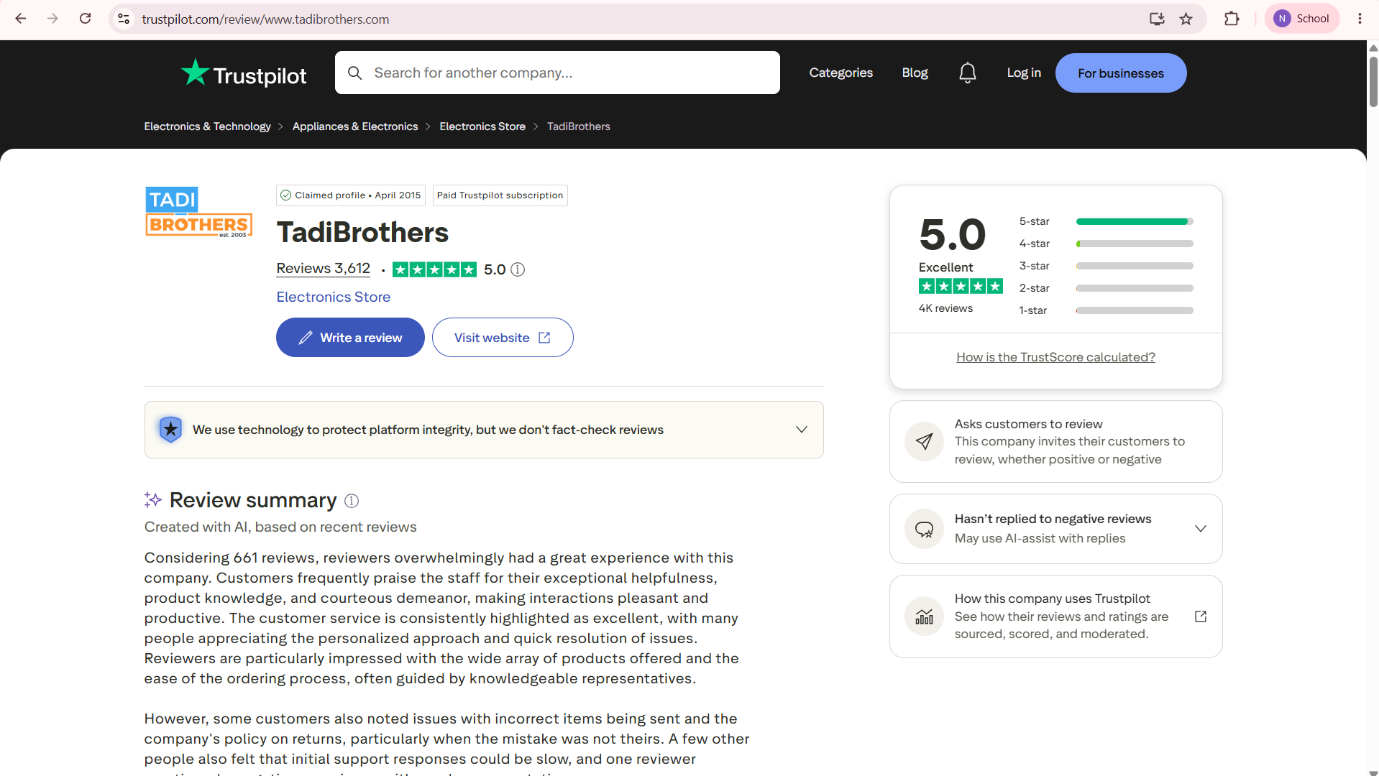 trustpilot.com/review/www.tadibrothers.com
N School
Trustpilot
Search for another company...
Categories
Blog
Log in
For businesses
Electronics & Technology > Appliances & Electronics > Electronics Store > TadiBrothers
TADI
BROTHERS
est. 2003
Claimed profile • April 2015
Paid Trustpilot subscription
TadiBrothers
Reviews 3,612 • 5.0
Electronics Store
Write a review
Visit website
We use technology to protect platform integrity, but we don't fact-check reviews
Review summary
Created with AI, based on recent reviews
Considering 661 reviews, reviewers overwhelmingly had a great experience with this
company. Customers frequently praise the staff for their exceptional helpfulness,
product knowledge, and courteous demeanor, making interactions pleasant and
productive. The customer service is consistently highlighted as excellent, with many
people appreciating the personalized approach and quick resolution of issues.
Reviewers are particularly impressed with the wide array of products offered and the
ease of the ordering process, often guided by knowledgeable representatives.
However, some customers also noted issues with incorrect items being sent and the
company's policy on returns, particularly when the mistake was not theirs. A few other
people also felt that initial support responses could be slow, and one reviewer
5.0
Excellent
4K reviews
5-star
4-star
3-star
2-star
1-star
How is the TrustScore calculated?
Asks customers to review
This company invites their customers to
review, whether positive or negative
Hasn't replied to negative reviews
May use AI-assist with replies
How this company uses Trustpilot
See how their reviews and ratings are
sourced, scored, and moderated.